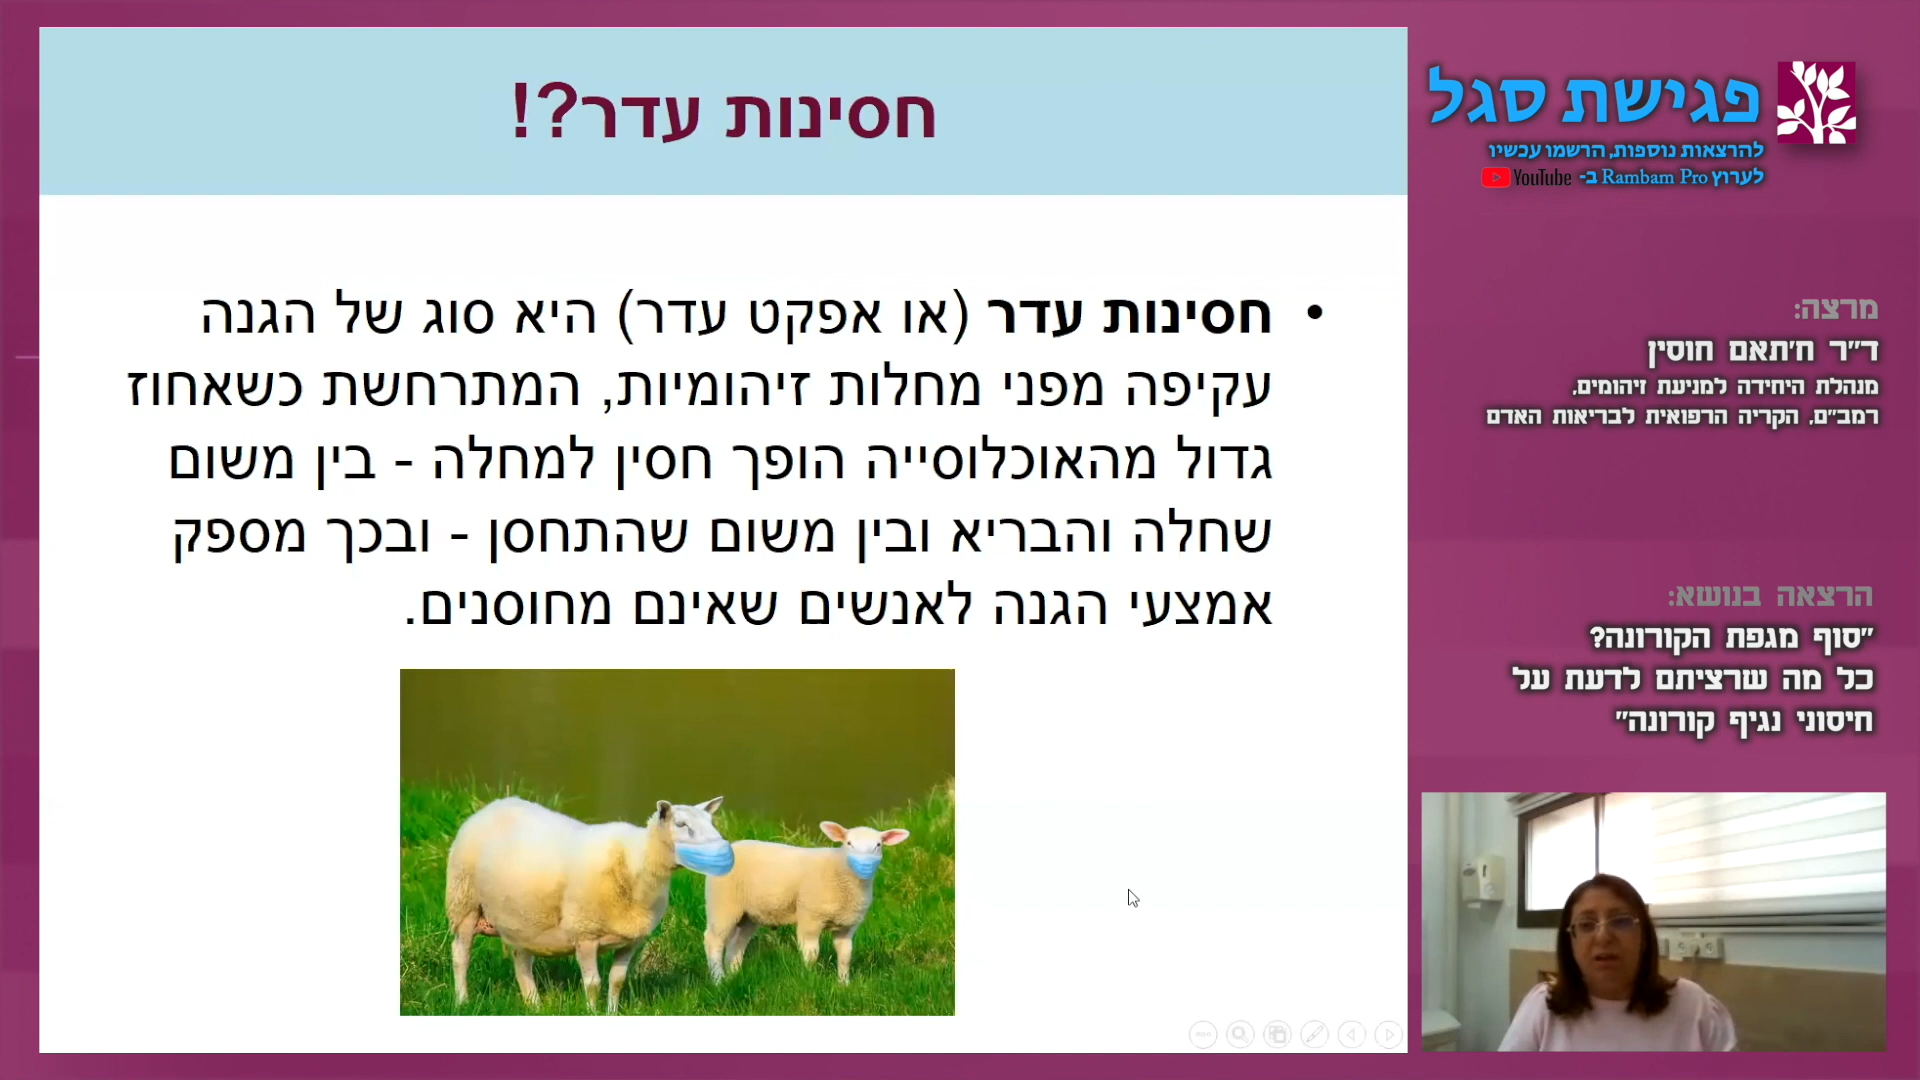 חסינות עדר?!
• חסינות עדר (או אפקט עדר) היא סוג של הגנה
עקיפה מפני מחלות זיהומיות, המתרחשת כשאחוז
גדול מהאוכלוסייה הופך חסין למחלה - בין משום
שחלה והבריא ובין משום שהתחסן - ובכך מספק
אמצעי הגנה לאנשים שאינם מחוסנים.
פגישת סגל
להרצאות נוספות, הרשמו עכשיו
לערוץ Rambam Pro ב- YouTube
מרצה:
ד״ר ח׳תאם חוסין
מנהלת היחידה למניעת זיהומים,
רמב״ם, הקריה הרפואית לבריאות האדם
הרצאה בנושא:
״סוף מגפת הקורונה?
כל מה שרציתם לדעת על
חיסוני נגיף קורונה״